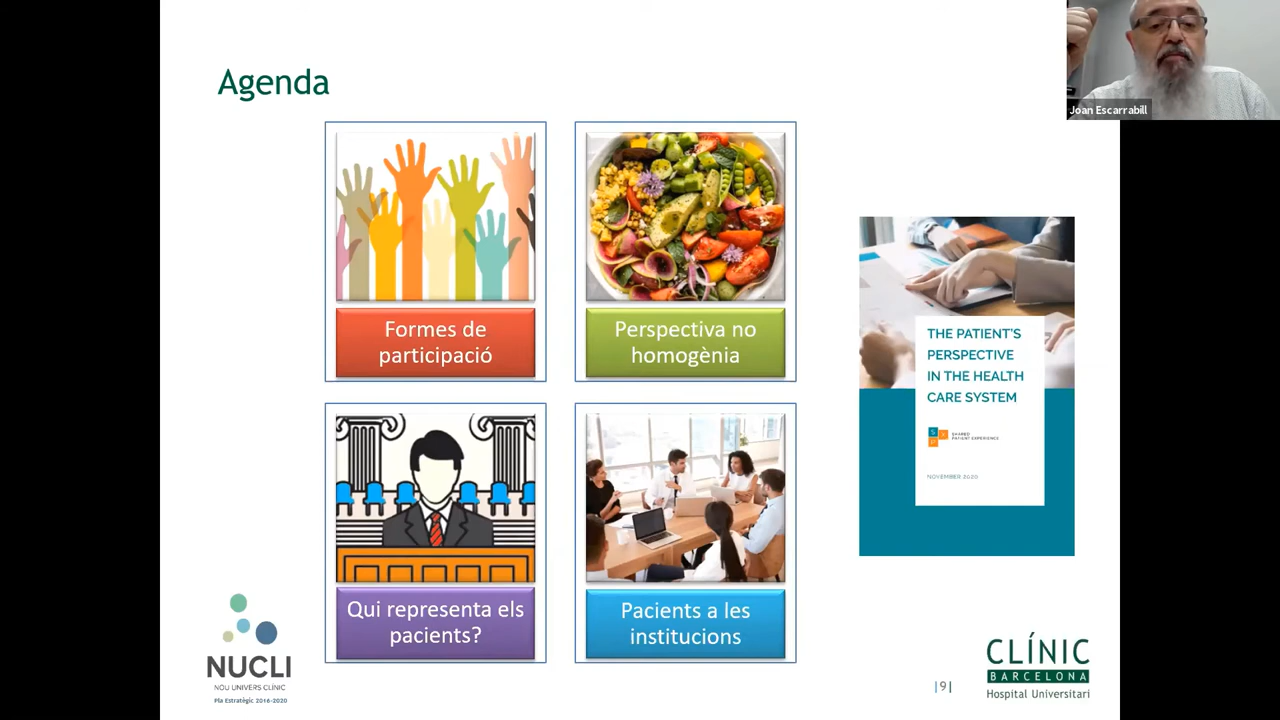 Agenda
Joan Escarrabill
Formes de
participació
Perspectiva no
homogènia
THE PATIENT'S
PERSPECTIVE
IN THE HEALTH
CARE SYSTEM
S
X
P
SHARED
PATIENT EXPERIENCE
NOVEMBER 2020
Qui representa els
pacients?
Pacients a les
institucions
NUCLI
NOU UNIVERS CLÍNIC
Pla Estratègic 2016-2020
|9|
CLÍNIC
BARCELONA
Hospital Universitari